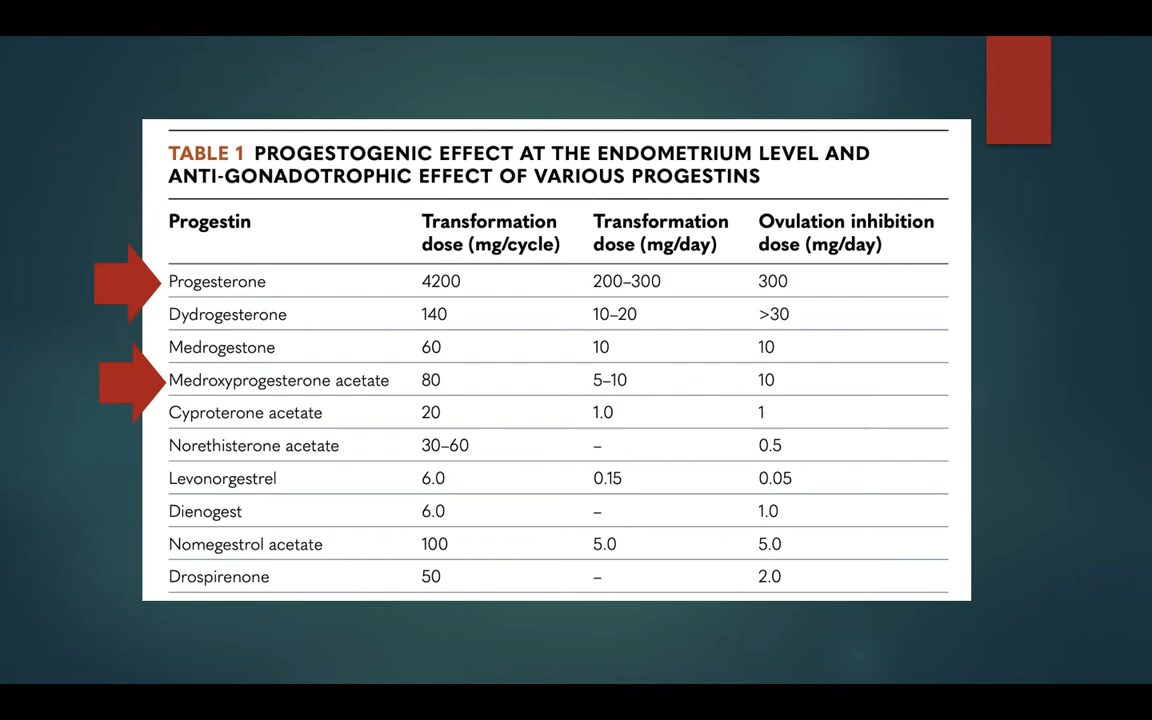 TABLE 1 PROGESTOGENIC EFFECT AT THE ENDOMETRIUM LEVEL AND
ANTI-GONADOTROPHIC EFFECT OF VARIOUS PROGESTINS
Progestin Transformation dose (mg/cycle) Transformation dose (mg/day) Ovulation inhibition dose (mg/day)
Progesterone 4200 200–300 300
Dydrogesterone 140 10–20 >30
Medrogestone 60 10 10
Medroxyprogesterone acetate 80 5–10 10
Cyproterone acetate 20 1.0 1
Norethisterone acetate 30–60 – 0.5
Levonorgestrel 6.0 0.15 0.05
Dienogest 6.0 – 1.0
Nomegestrol acetate 100 5.0 5.0
Drospirenone 50 – 2.0